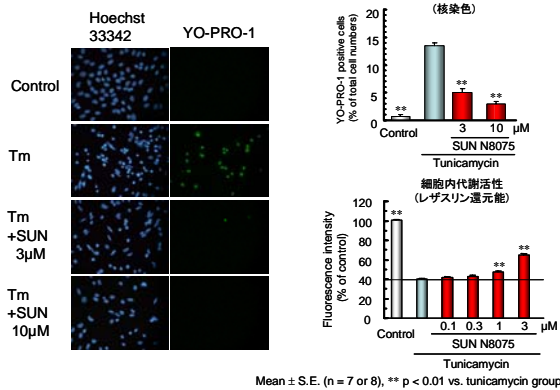 Hoechst
33342
YO-PRO-1
Control
Tm
Tm
+SUN
3μM
Tm
+SUN
10μM
(核染色)
YO-PRO-1 positive cells
(% of total cell numbers)
20
15
10
5
0
**
**
**
Control
3
10
μM
SUN N8075
Tunicamycin
細胞内代謝活性
(レザスリン還元能)
Fluorescence intensity
(% of control)
120
100
80
60
40
20
0
**
**
**
Control
0.1
0.3
1
3
μM
SUN N8075
Tunicamycin
Mean ± S.E. (n = 7 or 8), ** p < 0.01 vs. tunicamycin group